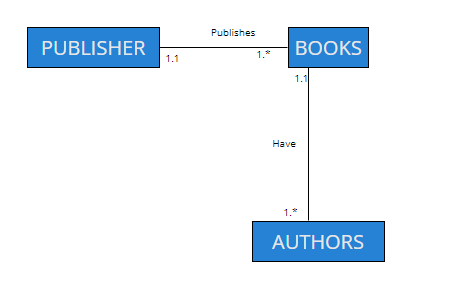 Publishes
PUBLISHER
BOOKS
1.1
1.*
1.1
Have
1.*
AUTHORS